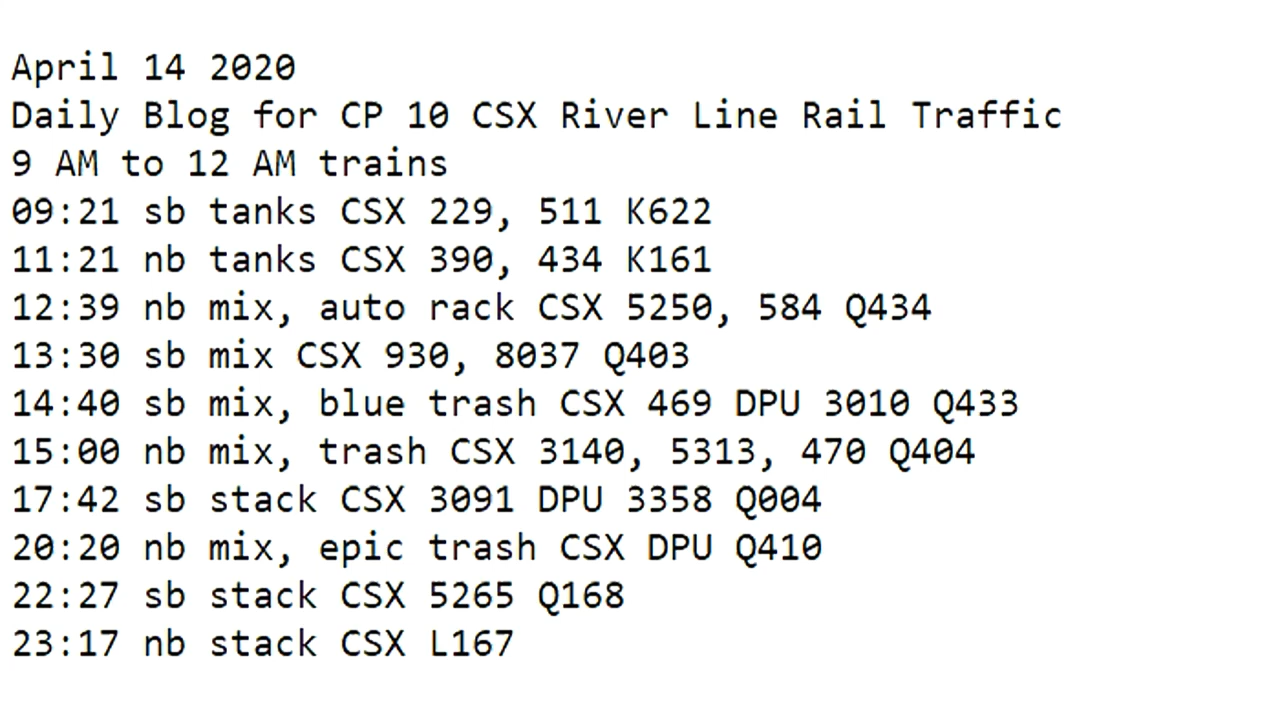 April 14 2020
Daily Blog for CP 10 CSX River Line Rail Traffic
9 AM to 12 AM trains
09:21 sb tanks CSX 229, 511 K622
11:21 nb tanks CSX 390, 434 K161
12:39 nb mix, auto rack CSX 5250, 584 Q434
13:30 sb mix CSX 930, 8037 Q403
14:40 sb mix, blue trash CSX 469 DPU 3010 Q433
15:00 nb mix, trash CSX 3140, 5313, 470 Q404
17:42 sb stack CSX 3091 DPU 3358 Q004
20:20 nb mix, epic trash CSX DPU Q410
22:27 sb stack CSX 5265 Q168
23:17 nb stack CSX L167